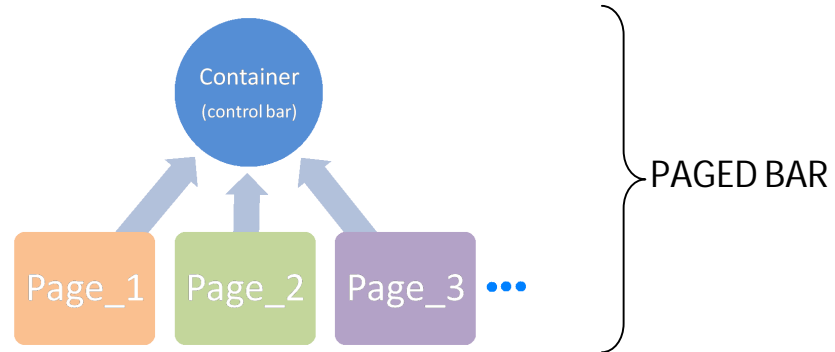 Container
(control bar)
PAGED BAR
Page_1
Page_2
Page_3
...